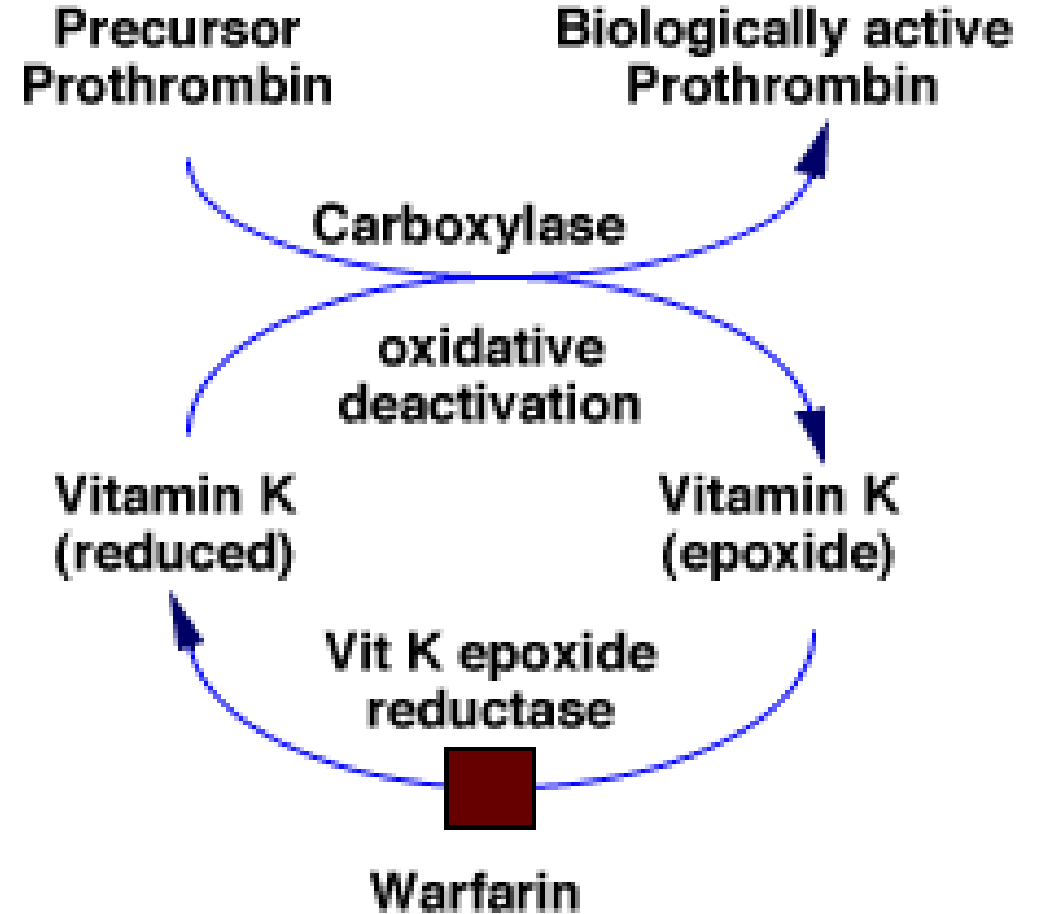 Precursor
Prothrombin
Biologically active
Prothrombin
Carboxylase
oxidative
deactivation
Vitamin K
(reduced)
Vitamin K
(epoxide)
Vit K epoxide
reductase
Warfarin